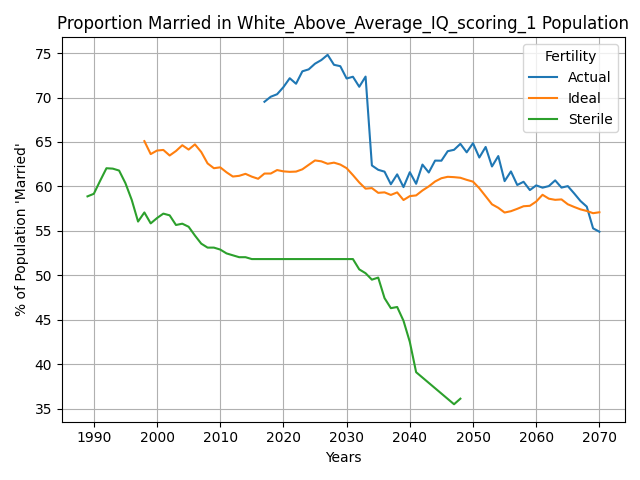 Proportion Married in White_Above_Average_IQ_scoring_1 Population
% of Population 'Married'
75
70
65
60
55
50
45
40
35
Fertility
Actual
Ideal
Sterile
1990 2000 2010 2020 2030 2040 2050 2060 2070
Years